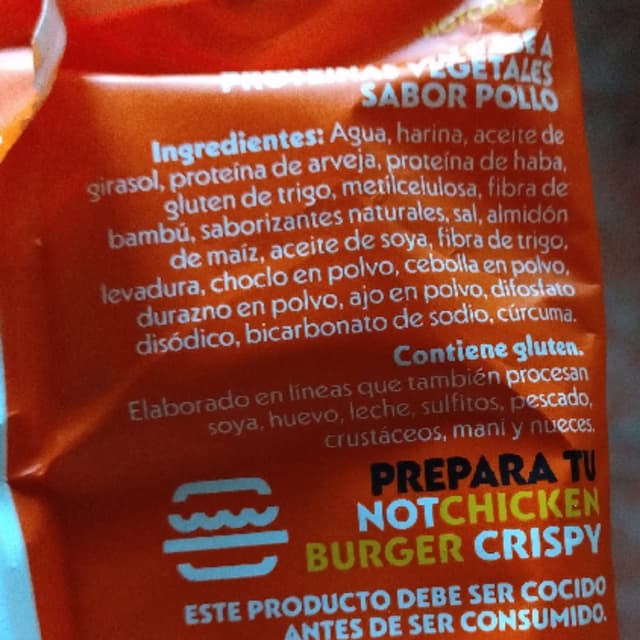 A
VEGETALES
SABOR POLLO
Ingredientes: Agua, harina, aceite de
girasol, proteína de arveja, proteína de haba,
gluten de trigo, metilcelulosa, fibra de
bambú, saborizantes naturales, sal, almidón
de maíz, aceite de soya, fibra de trigo,
levadura, choclo en polvo, cebolla en polvo,
durazno en polvo, ajo en polvo, difosfato
disódico, bicarbonato de sodio, cúrcuma.
Contiene gluten.
Elaborado en líneas que también procesan
soya, huevo, leche, sulfitos, pescado,
crustáceos, maní y nueces.
PREPARA TU
NOTCHICKEN
BURGER CRISPY
ESTE PRODUCTO DEBE SER COCIDO
ANTES DE SER CONSUMIDO.